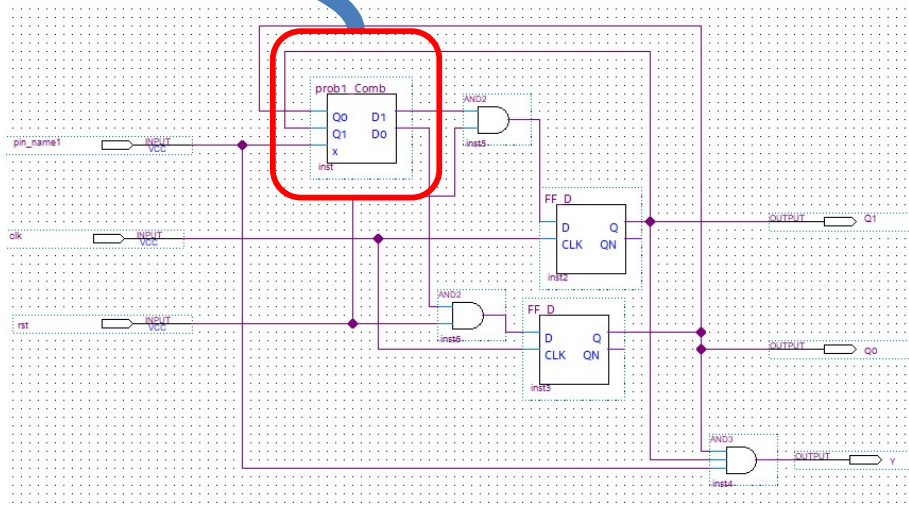 prob1_Comb
Q0 D1
Q1 D0
x
inst
AND2
inst5
pin_name1
INPUT
VCC
FF_D
D Q
CLK QN
inst2
OUTPUT
Q1
clk
INPUT
VCC
AND2
inst6
FF_D
D Q
CLK QN
inst3
rst
INPUT
VCC
OUTPUT
Q0
AND3
inst4
OUTPUT
Y